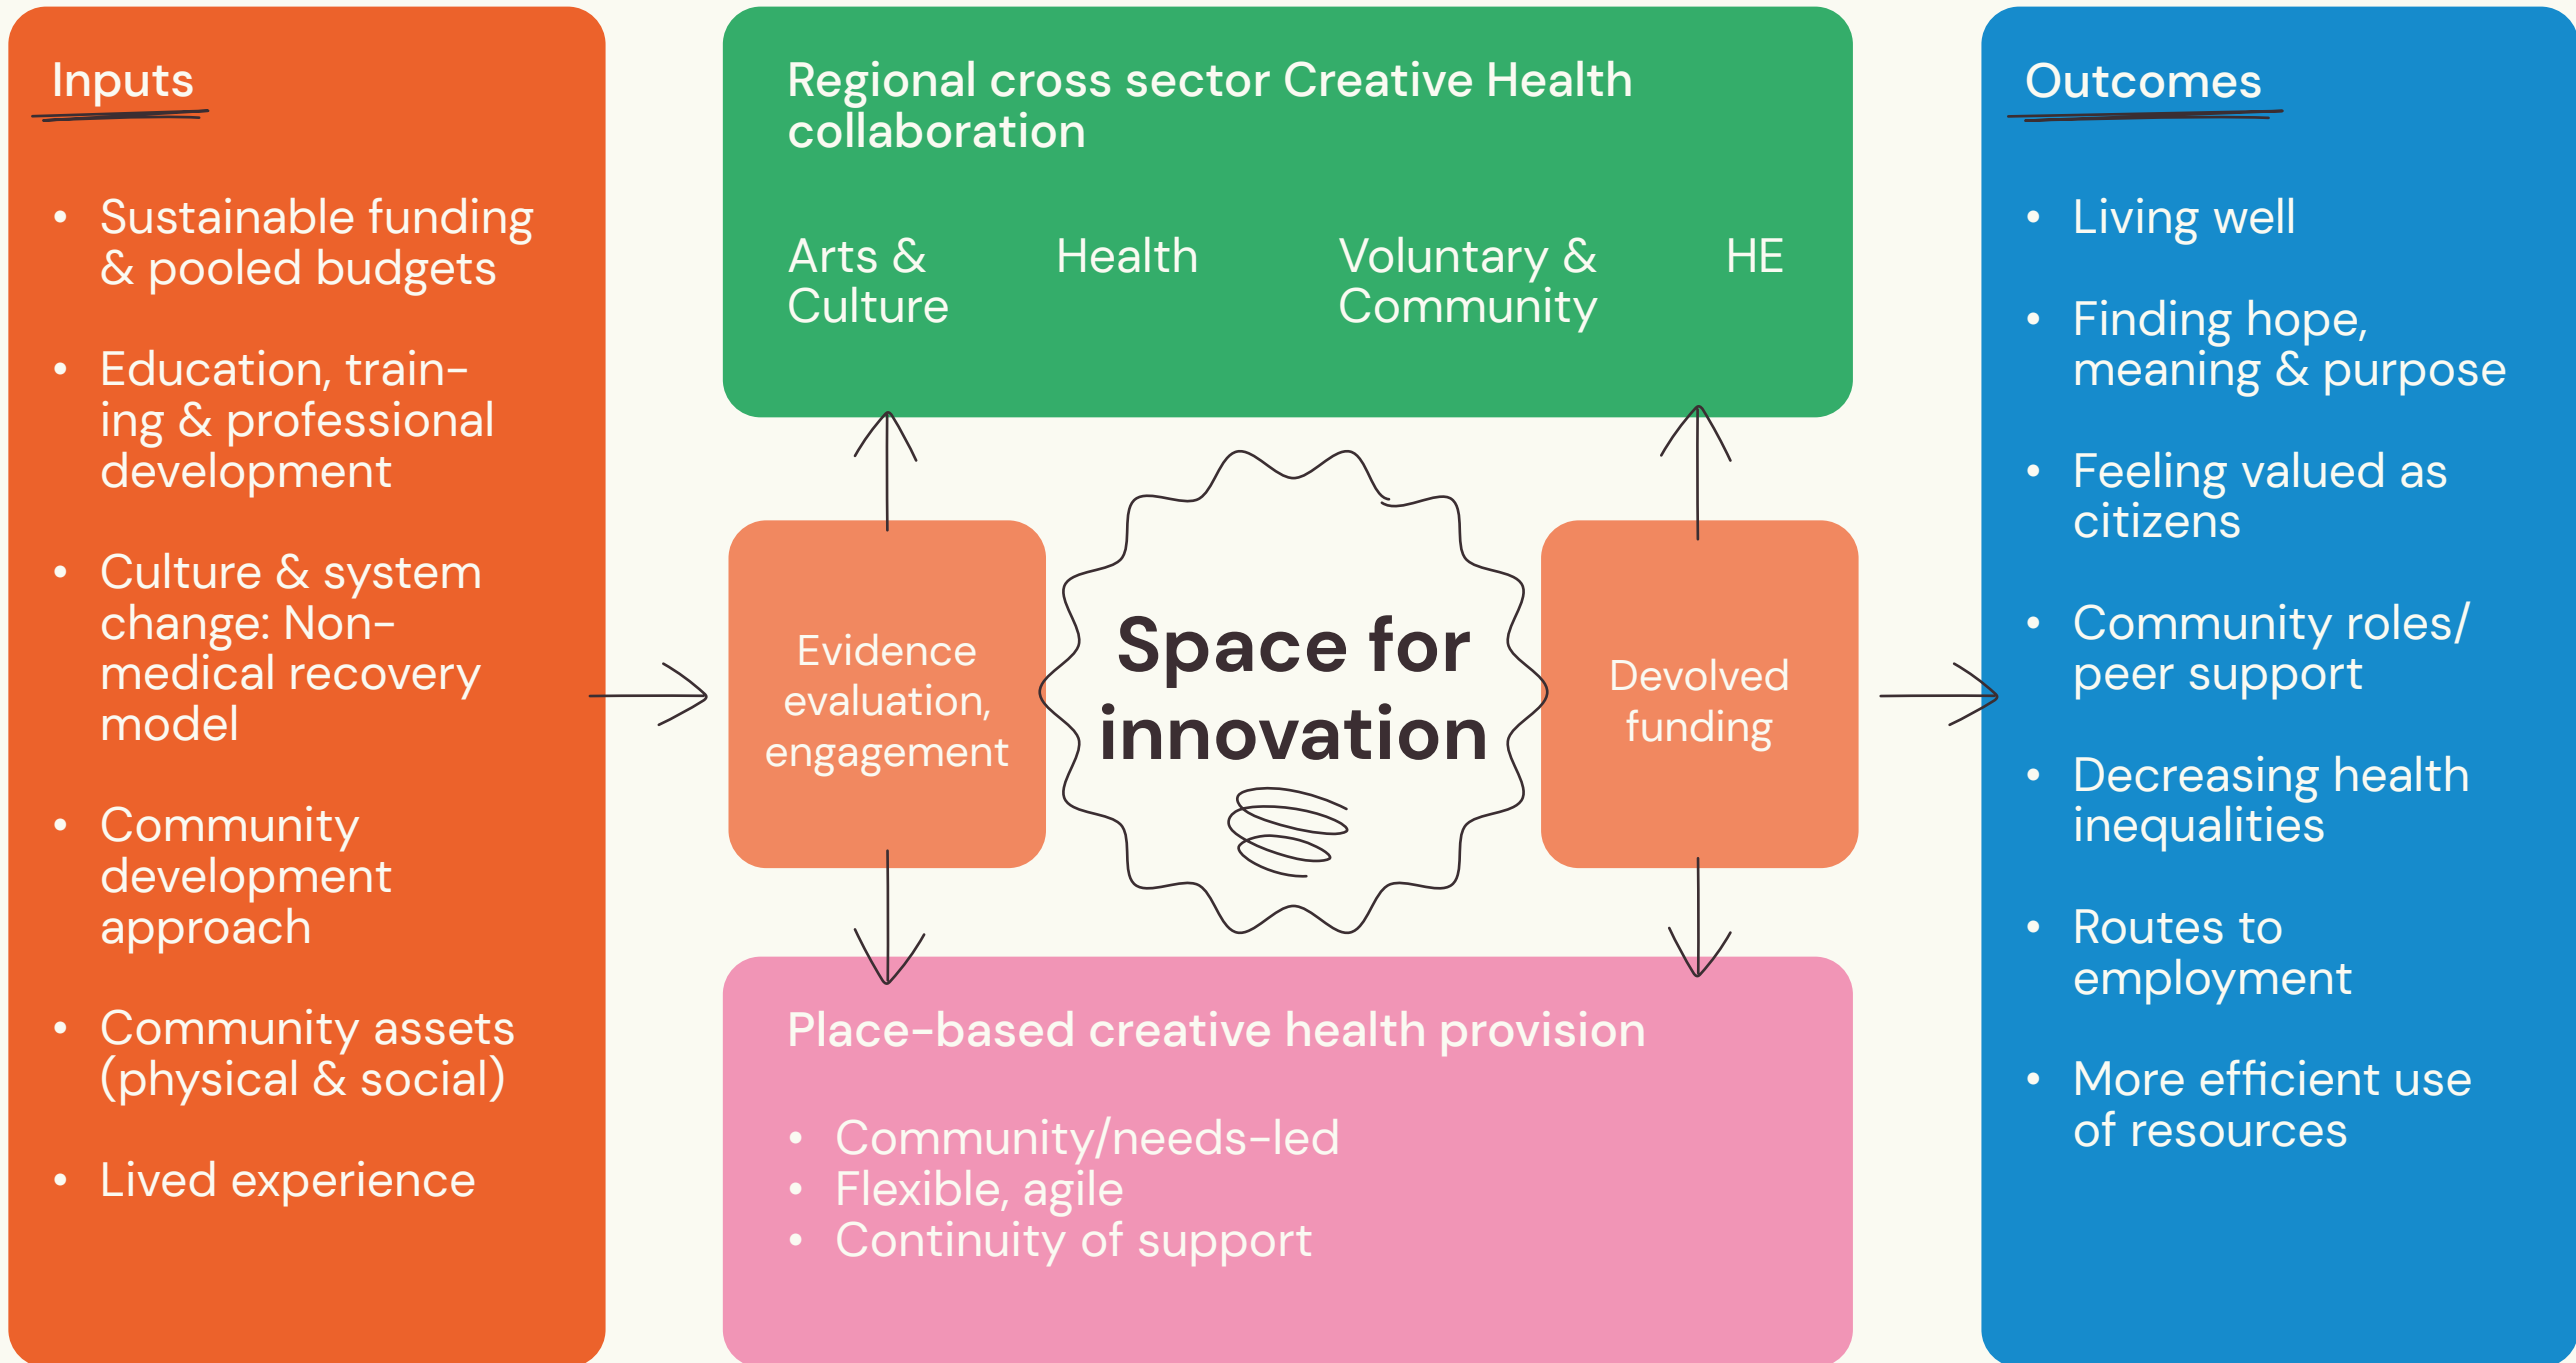 Inputs
• Sustainable funding
& pooled budgets
• Education, train-
ing & professional
development
• Culture & system
change: Non-
medical recovery
model
• Community
development
approach
• Community assets
(physical & social)
• Lived experience
Regional cross sector Creative Health
collaboration
Arts &
Culture
Health
Voluntary &
Community
HE
Evidence
evaluation,
engagement
Space for
innovation
Devolved
funding
Place-based creative health provision
• Community/needs-led
• Flexible, agile
• Continuity of support
Outcomes
• Living well
• Finding hope,
meaning & purpose
• Feeling valued as
citizens
• Community roles/
peer support
• Decreasing health
inequalities
• Routes to
employment
• More efficient use
of resources